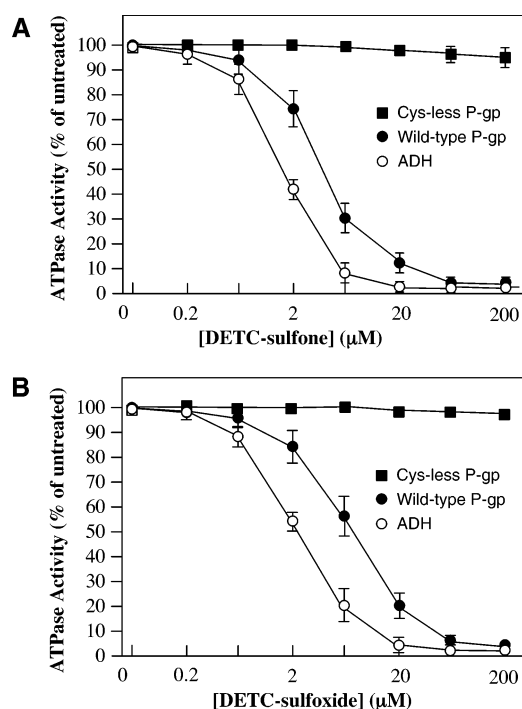 A
ATPase Activity (% of untreated)
100
90
80
70
60
50
40
30
20
10
0
Cys-less P-gp
Wild-type P-gp
ADH
0 0.2 2 20 200
[DETC-sulfone] (μM)
B
ATPase Activity (% of untreated)
100
90
80
70
60
50
40
30
20
10
0
Cys-less P-gp
Wild-type P-gp
ADH
0 0.2 2 20 200
[DETC-sulfoxide] (μM)